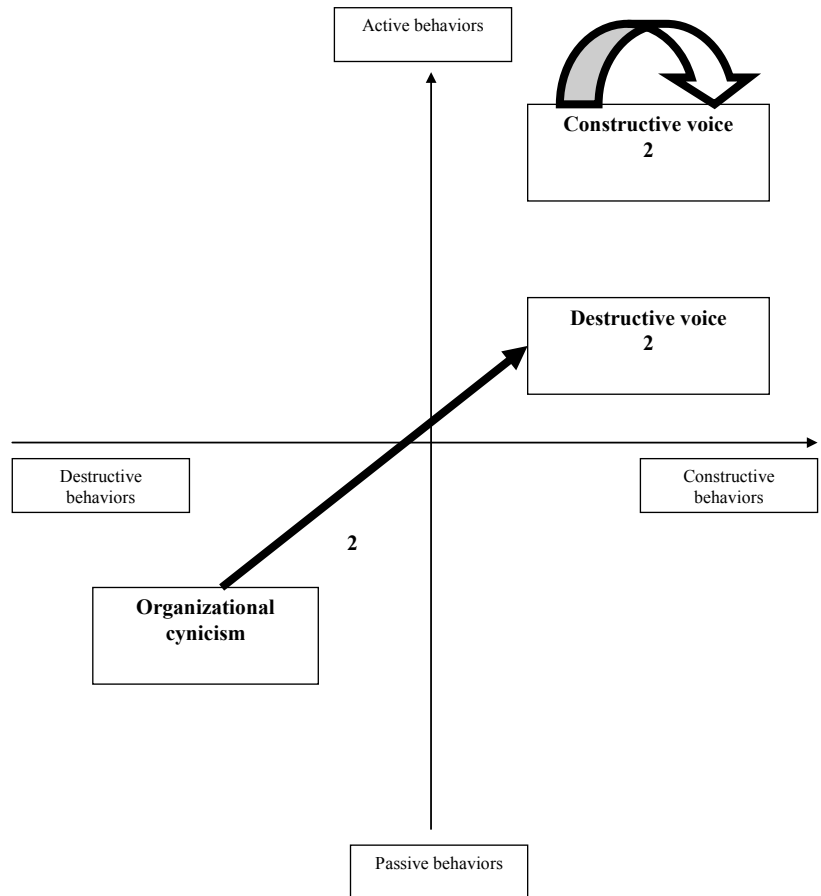 Active behaviors
Constructive voice
2
Destructive voice
2
Destructive
behaviors
Constructive
behaviors
2
Organizational
cynicism
Passive behaviors